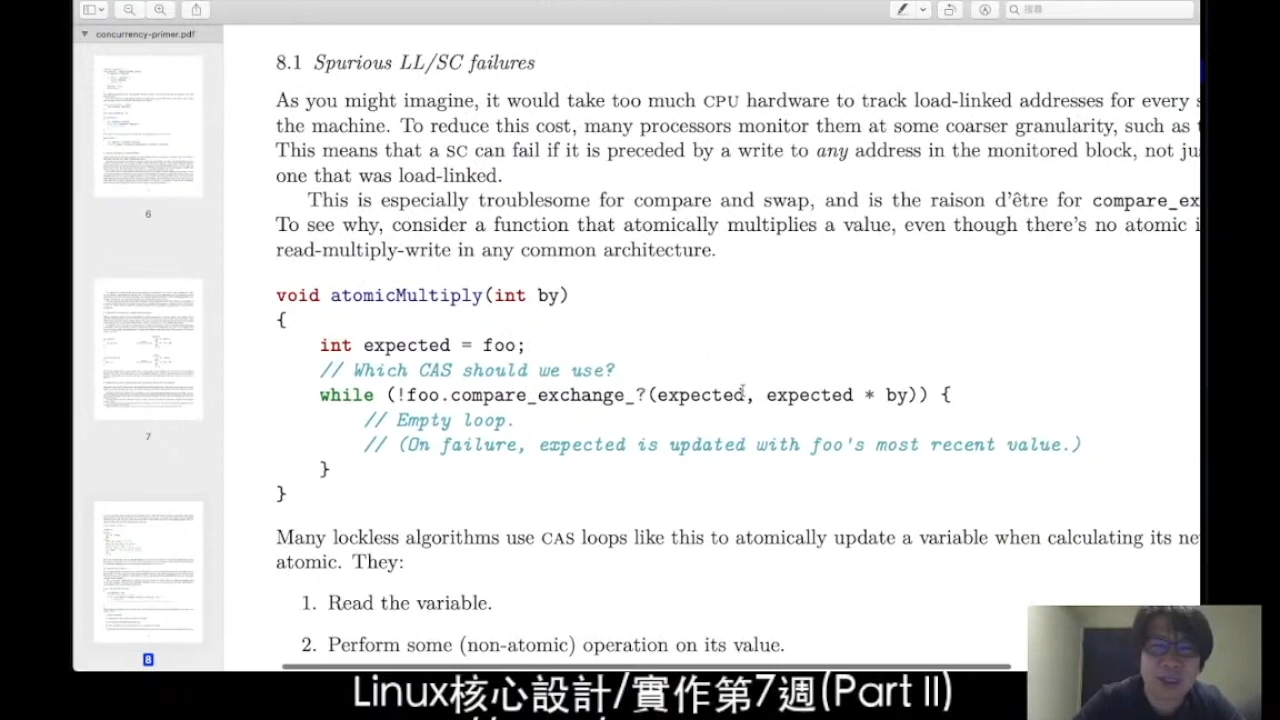 concurrency-primer.pdf
搜尋
6
7
8
8.1 Spurious LL/SC failures
As you might imagine, it would take too much CPU hardware to track load-linked addresses for every
the machine. To reduce this cost, many processors monitor them at some coarser granularity, such as
This means that a SC can fail if it is preceded by a write to any address in the monitored block, not
one that was load-linked.
This is especially troublesome for compare and swap, and is the raison d'être for compare_ex
To see why, consider a function that atomically multiplies a value, even though there's no atomic
read-multiply-write in any common architecture.
void atomicMultiply(int by)
{
int expected = foo;
// Which CAS should we use?
while (!foo.compare_exchange_?(expected, expected * by)) {
// Empty loop.
// (On failure, expected is updated with foo's most recent value.)
}
}
Many lockless algorithms use CAS loops like this to atomically update a variable when calculating its
atomic. They:
1. Read the variable.
2. Perform some (non-atomic) operation on its value.
Linux核心設計/實作第7週(Part II)